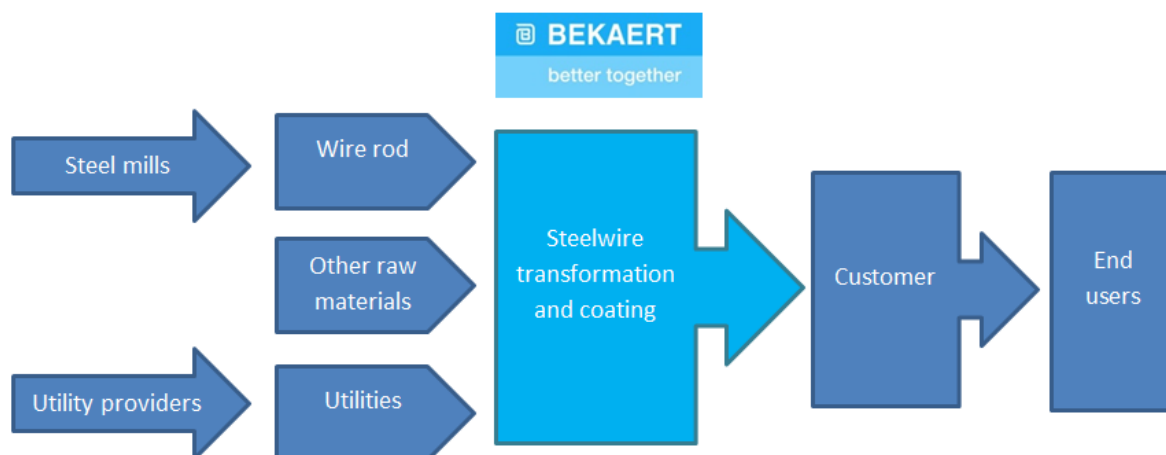 BEKAERT
better together
Steel mills
Wire rod
Other raw
materials
Utility providers
Utilities
Steelwire
transformation
and coating
Customer
End
users